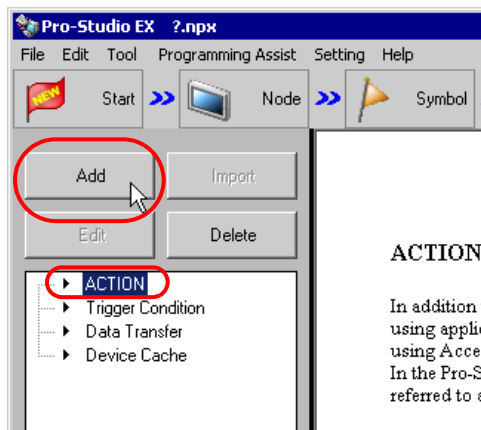 Pro-Studio EX ?.npx
File Edit Tool Programming Assist Setting Help
NEW Start Node Symbol
Add Import
Edit Delete
ACTION
Trigger Condition
Data Transfer
Device Cache
ACTION
In addition
using appli
using Acce
In the Pro-S
referred to a